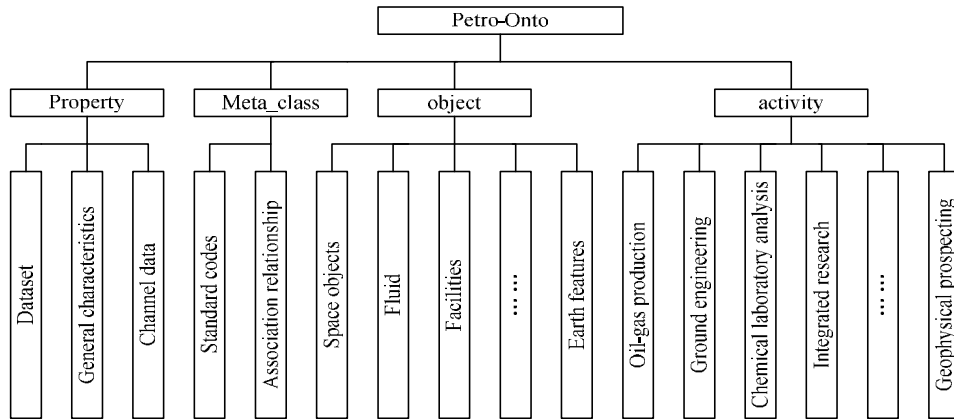 Petro-Onto
Property
Meta_class
object
activity
Dataset
General characteristics
Channel data
Standard codes
Association relationship
Space objects
Fluid
Facilities
... ...
Earth features
Oil-gas production
Ground engineering
Chemical laboratory analysis
Integrated research
... ...
Geophysical prospecting